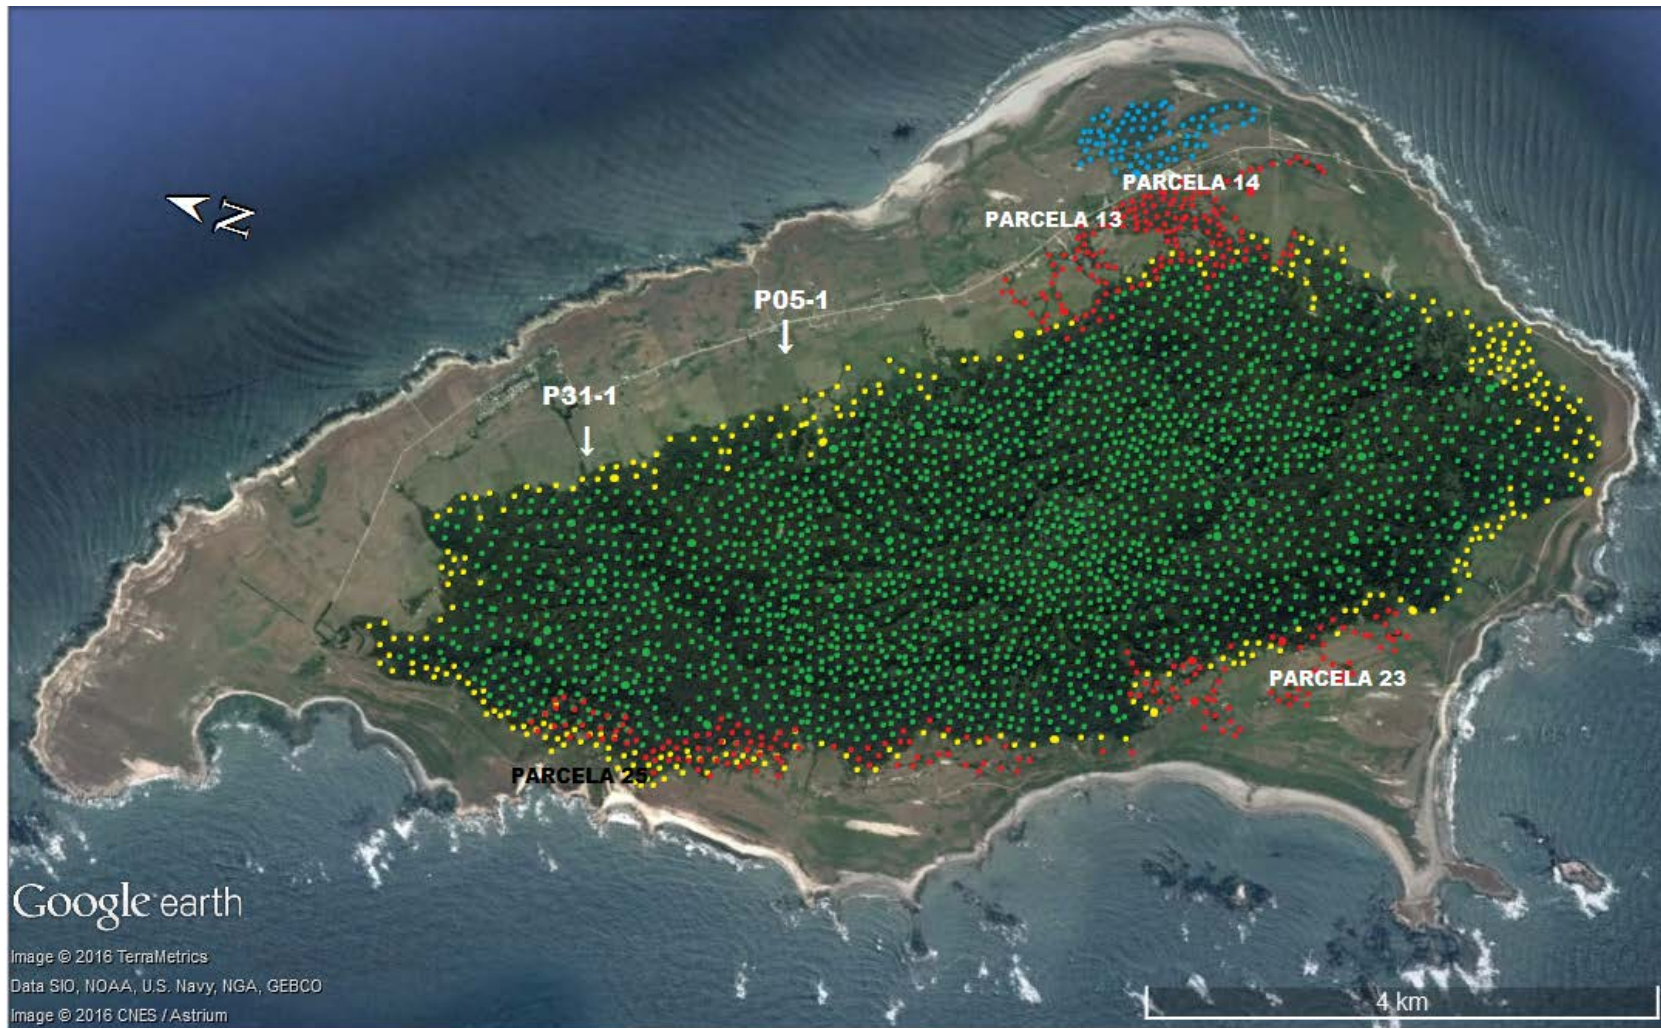 PARCELA 14
PARCELA 13
N
P05-1
P31-1
PARCELA 23
PARCELA 25
Google earth
Image © 2016 TerraMetrics
Data SIO, NOAA, U.S. Navy, NGA, GEBCO
Image © 2016 CNES / Astrium
4 km